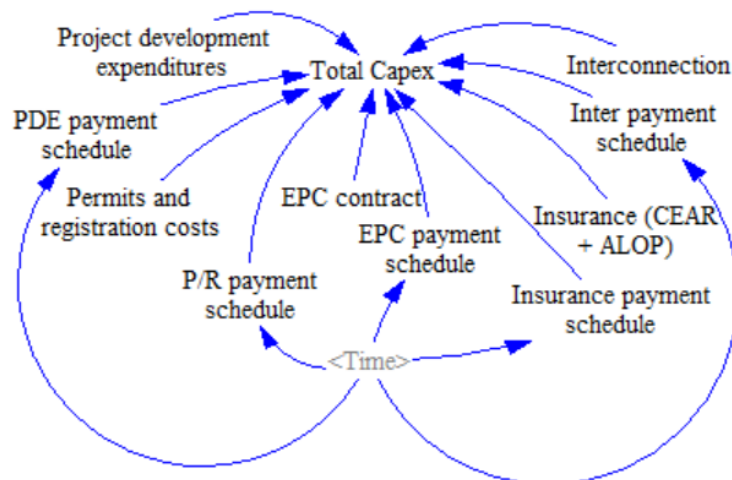 Project development
expenditures
Total Capex
Interconnection
PDE payment
schedule
Inter payment
schedule
Permits and
registration costs
EPC contract
EPC payment
schedule
Insurance (CEAR
+ ALOP)
P/R payment
schedule
Insurance payment
schedule
<Time>